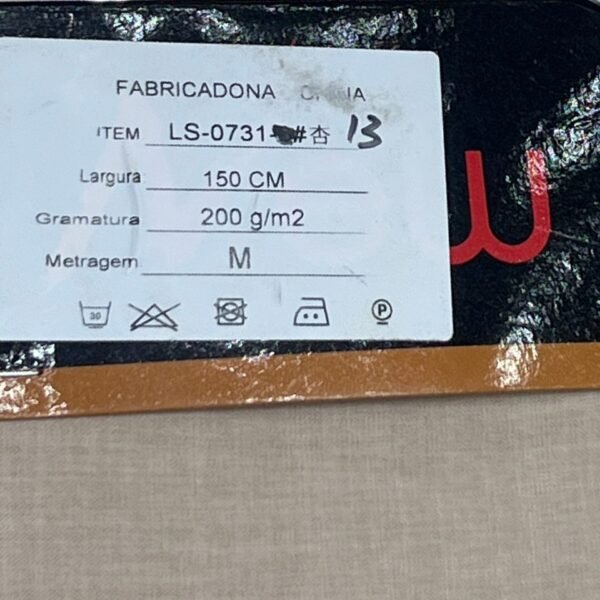 FABRICADONA
ITEM LS-0731 #杏 13
Largura 150 CM
Gramatura 200 g/m2
Metragem M
30
P